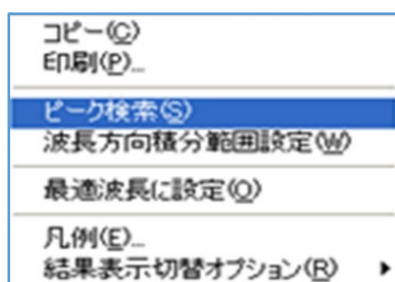 コピー(C)
印刷(P)...
ピーク検索(S)
波長方向積分範囲設定(W)
最適波長に設定(O)
凡例(E)...
結果表示切替オプション(R)